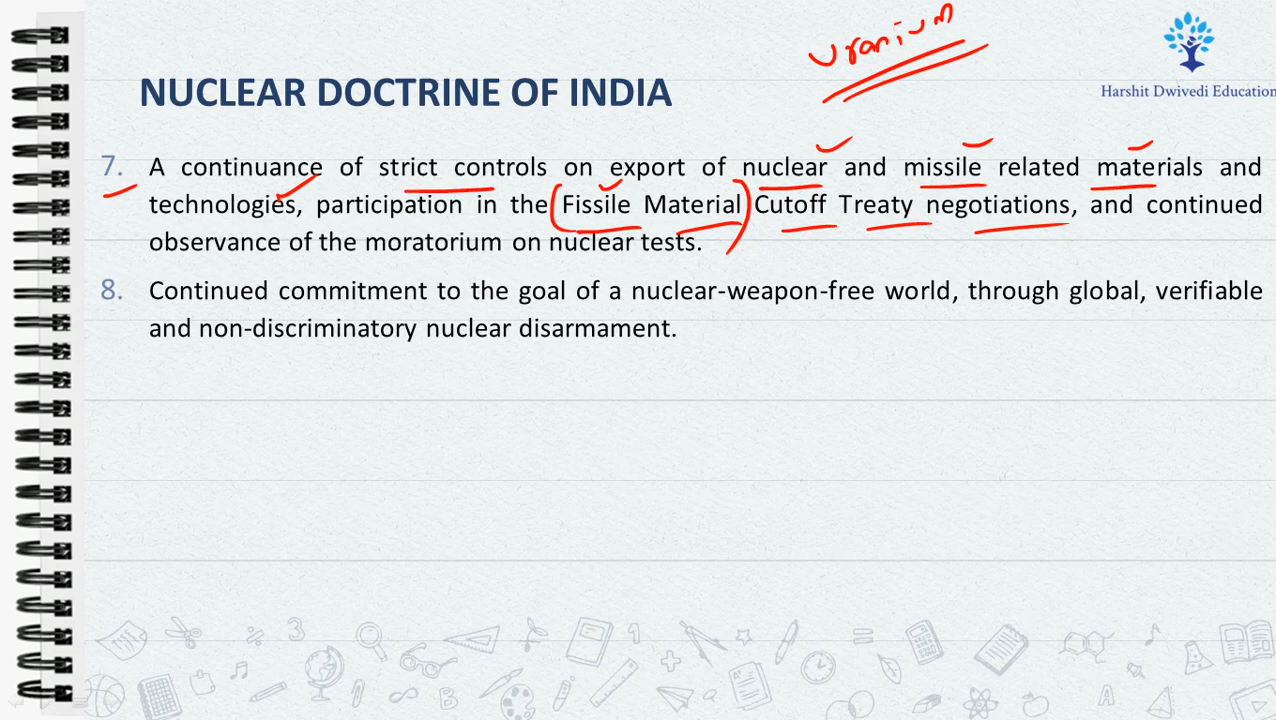 uranium
Harshit Dwivedi Education
NUCLEAR DOCTRINE OF INDIA
7. A continuance of strict controls on export of nuclear and missile related materials and
technologies, participation in the (Fissile Material) Cutoff Treaty negotiations, and continued
observance of the moratorium on nuclear tests.
8. Continued commitment to the goal of a nuclear-weapon-free world, through global, verifiable
and non-discriminatory nuclear disarmament.